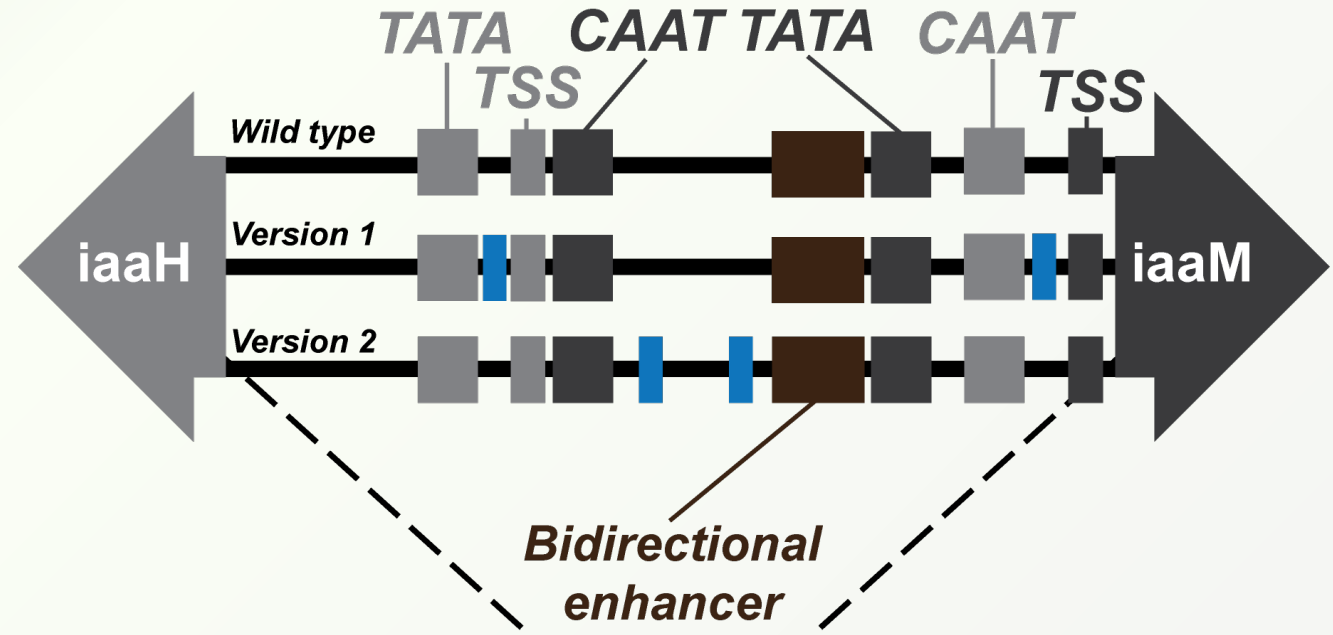 TATA
CAAT
TATA
CAAT
TSS
TSS
Wild type
Version 1
iaaH
iaaM
Version 2
Bidirectional
enhancer